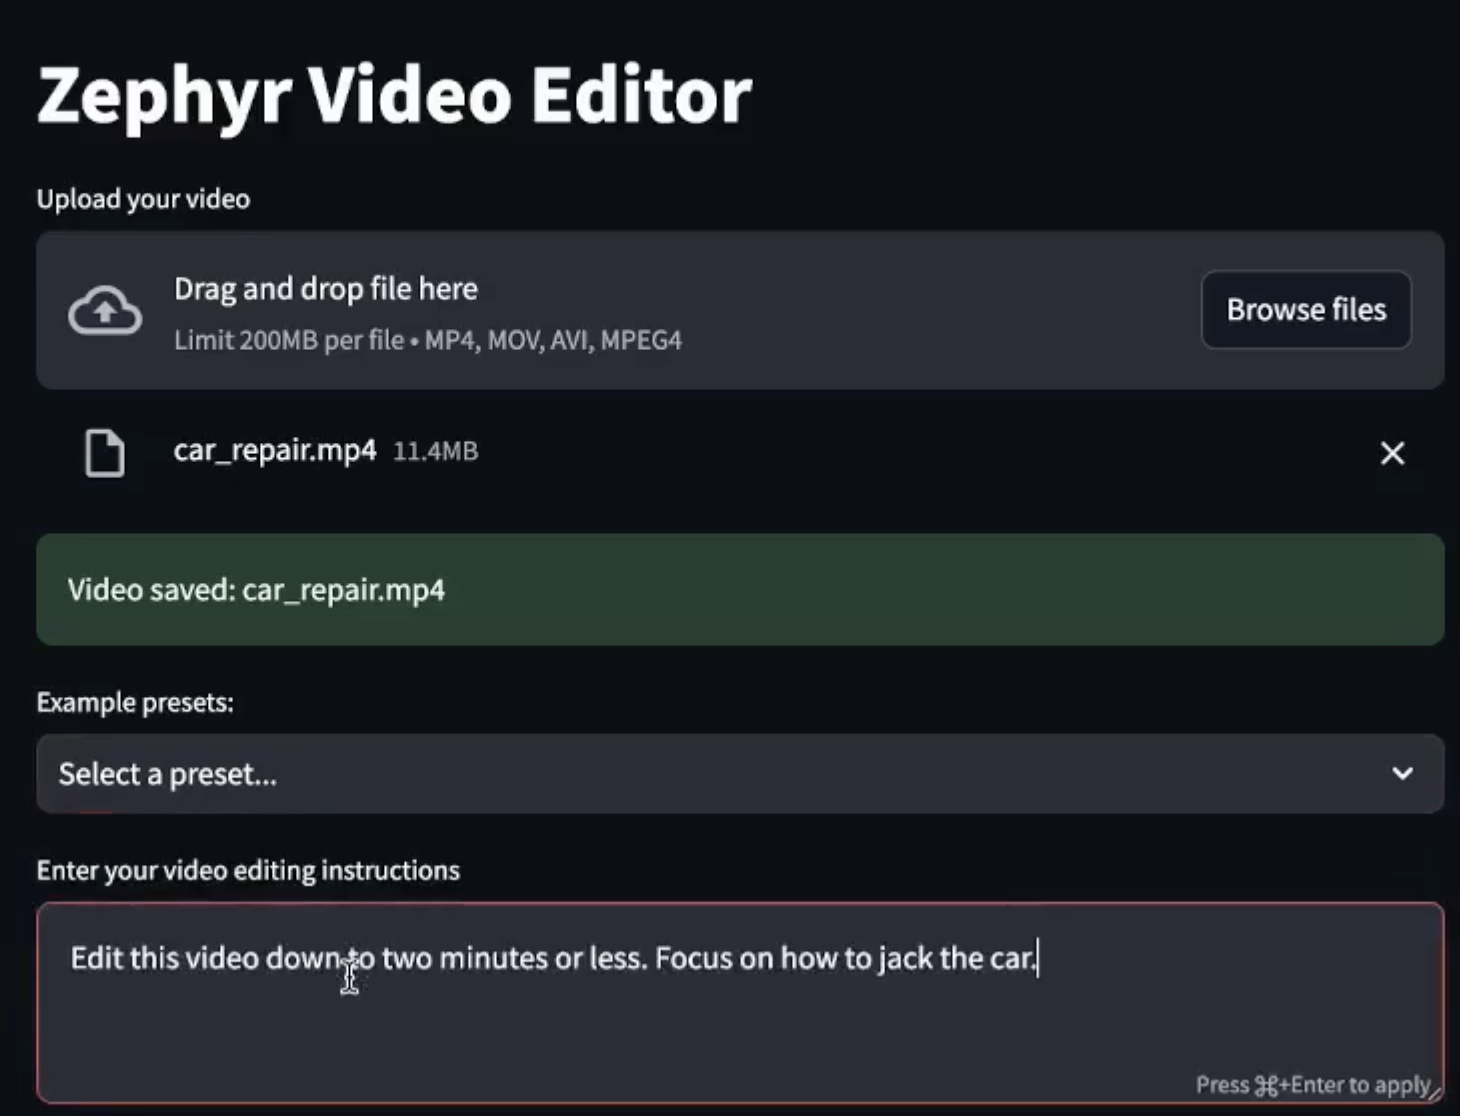 Zephyr Video Editor
Upload your video
Drag and drop file here
Limit 200MB per file • MP4, MOV, AVI, MPEG4
Browse files
car_repair.mp4 11.4MB
Video saved: car_repair.mp4
Example presets:
Select a preset...
Enter your video editing instructions
Edit this video down to two minutes or less. Focus on how to jack the car.
Press ⌘+Enter to apply